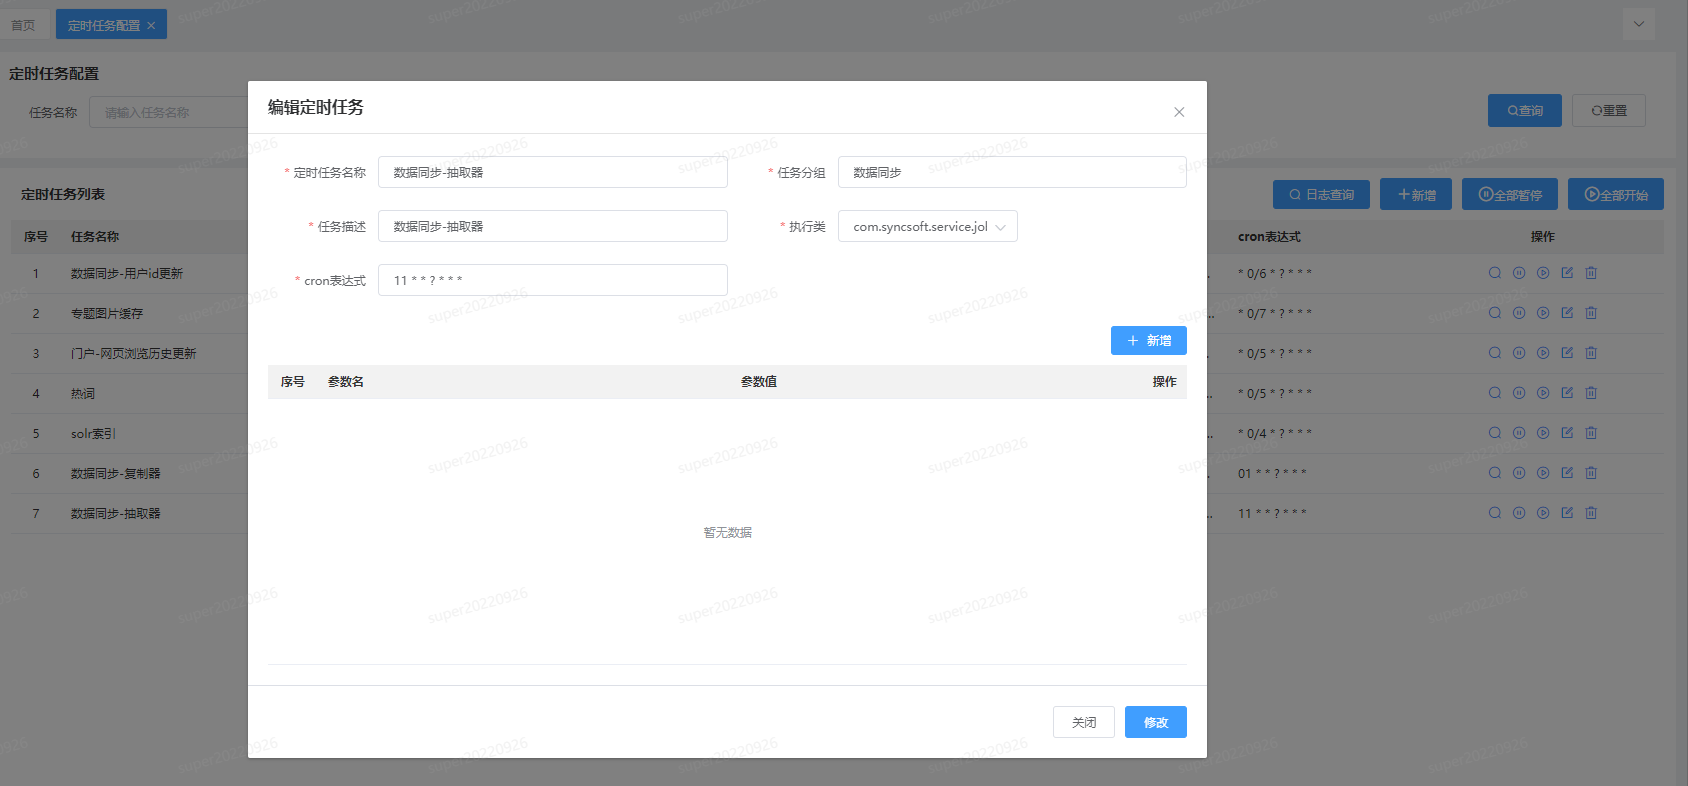 首页
定时任务配置
定时任务配置
任务名称
请输入任务名称
查询
重置
定时任务列表
日志查询
新增
全部暂停
全部开始
序号 任务名称 cron表达式 操作
1 数据同步-用户id更新 * 0/6 * ? * * *
2 专题图片缓存 * 0/7 * ? * * *
3 门户-网页浏览历史更新 * 0/5 * ? * * *
4 热词 * 0/5 * ? * * *
5 solr索引 * 0/4 * ? * * *
6 数据同步-复制器 01 * * ? * * *
7 数据同步-抽取器 11 * * ? * * *
编辑定时任务
* 定时任务名称 数据同步-抽取器
* 任务分组 数据同步
* 任务描述 数据同步-抽取器
* 执行类 com.syncsoft.service.jol
* cron表达式 11 * * ? * * *
新增
序号 参数名 参数值 操作
暂无数据
关闭
修改
super20220926